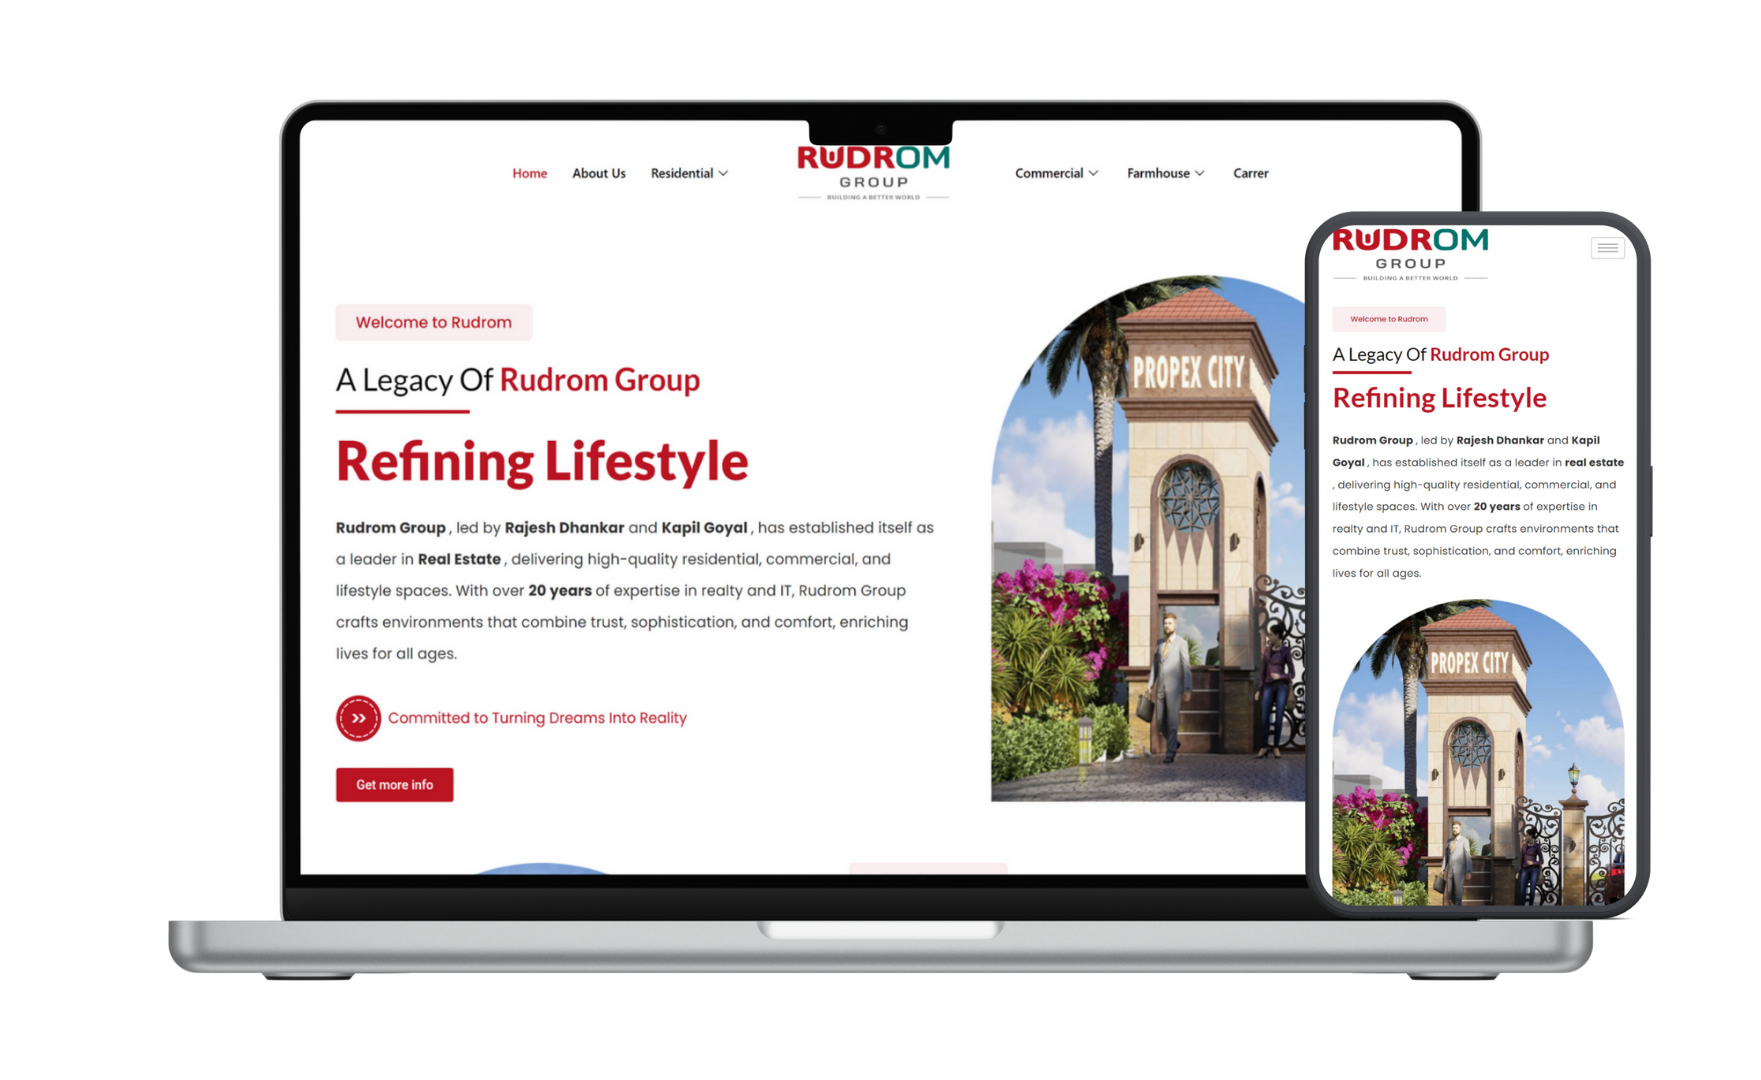 Home
About Us
Residential
RUDROM
GROUP
BUILDING A BETTER WORLD
Commercial
Farmhouse
Carrer
Welcome to Rudrom
A Legacy Of Rudrom Group
Refining Lifestyle
Rudrom Group , led by Rajesh Dhankar and Kapil Goyal , has established itself as
a leader in Real Estate , delivering high-quality residential, commercial, and
lifestyle spaces. With over 20 years of expertise in realty and IT, Rudrom Group
crafts environments that combine trust, sophistication, and comfort, enriching
lives for all ages.
Committed to Turning Dreams Into Reality
Get more info
PROPEX CITY
RUDROM
GROUP
BUILDING A BETTER WORLD
Welcome to Rudrom
A Legacy Of Rudrom Group
Refining Lifestyle
Rudrom Group , led by Rajesh Dhankar and Kapil
Goyal , has established itself as a leader in real estate
, delivering high-quality residential, commercial, and
lifestyle spaces. With over 20 years of expertise in
realty and IT, Rudrom Group crafts environments that
combine trust, sophistication, and comfort, enriching
lives for all ages.
PROPEX CITY